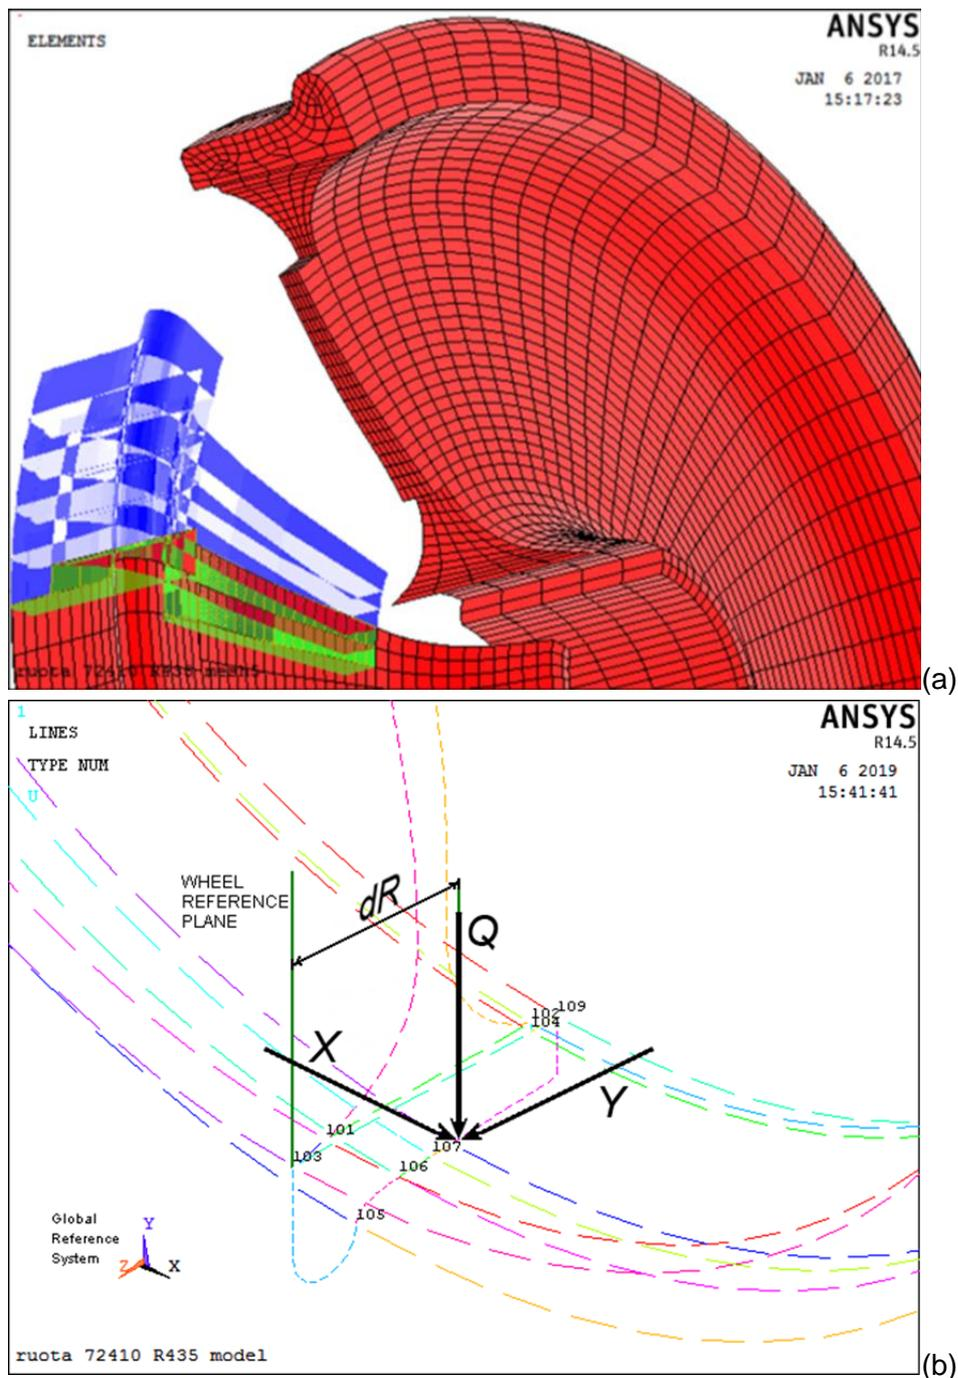 ELEMENTS
ANSYS
R14.5
JAN 6 2017
15:17:23
(a)
1
LINES
TYPE NUM
U
ANSYS
R14.5
JAN 6 2019
15:41:41
WHEEL
REFERENCE
PLANE
dR
Q
X
Y
102
109
104
101
103
107
106
105
Global
Reference
System
Y
Z
X
ruota 72410 R435 model
(b)